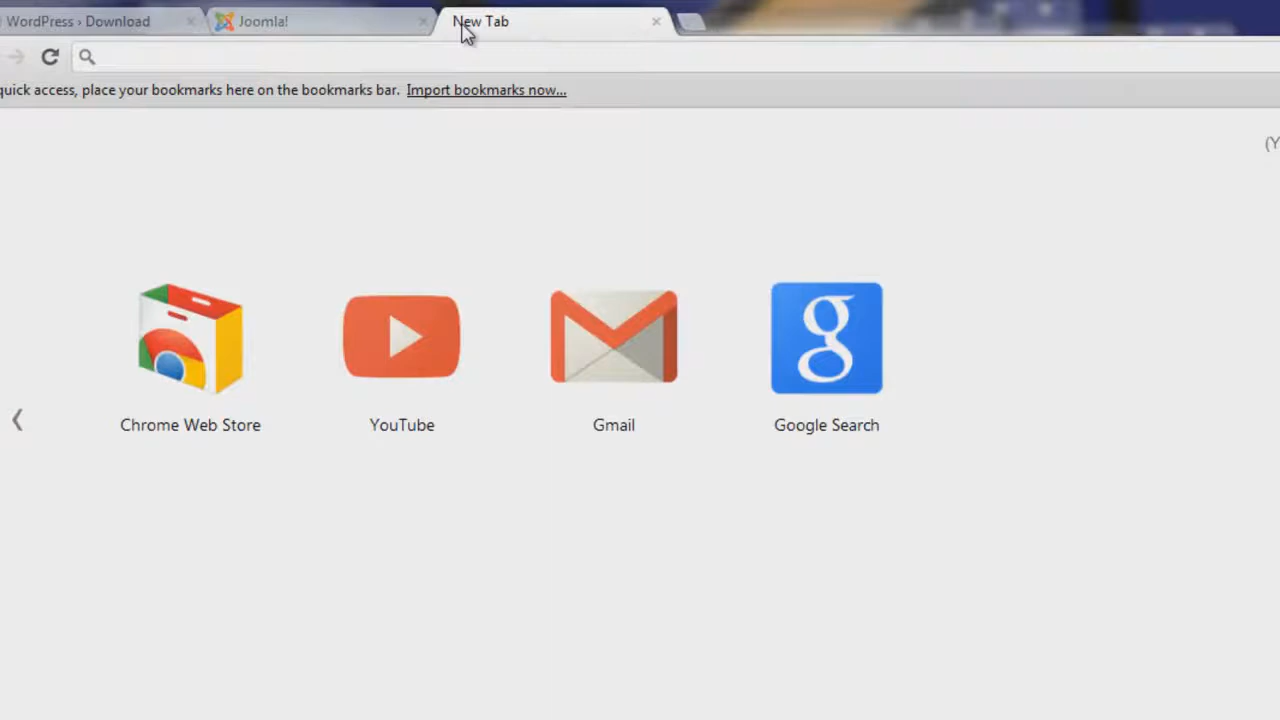 WordPress › Download
Joomla!
New Tab
quick access, place your bookmarks here on the bookmarks bar. Import bookmarks now...
(Y
Chrome Web Store
YouTube
Gmail
g
Google Search